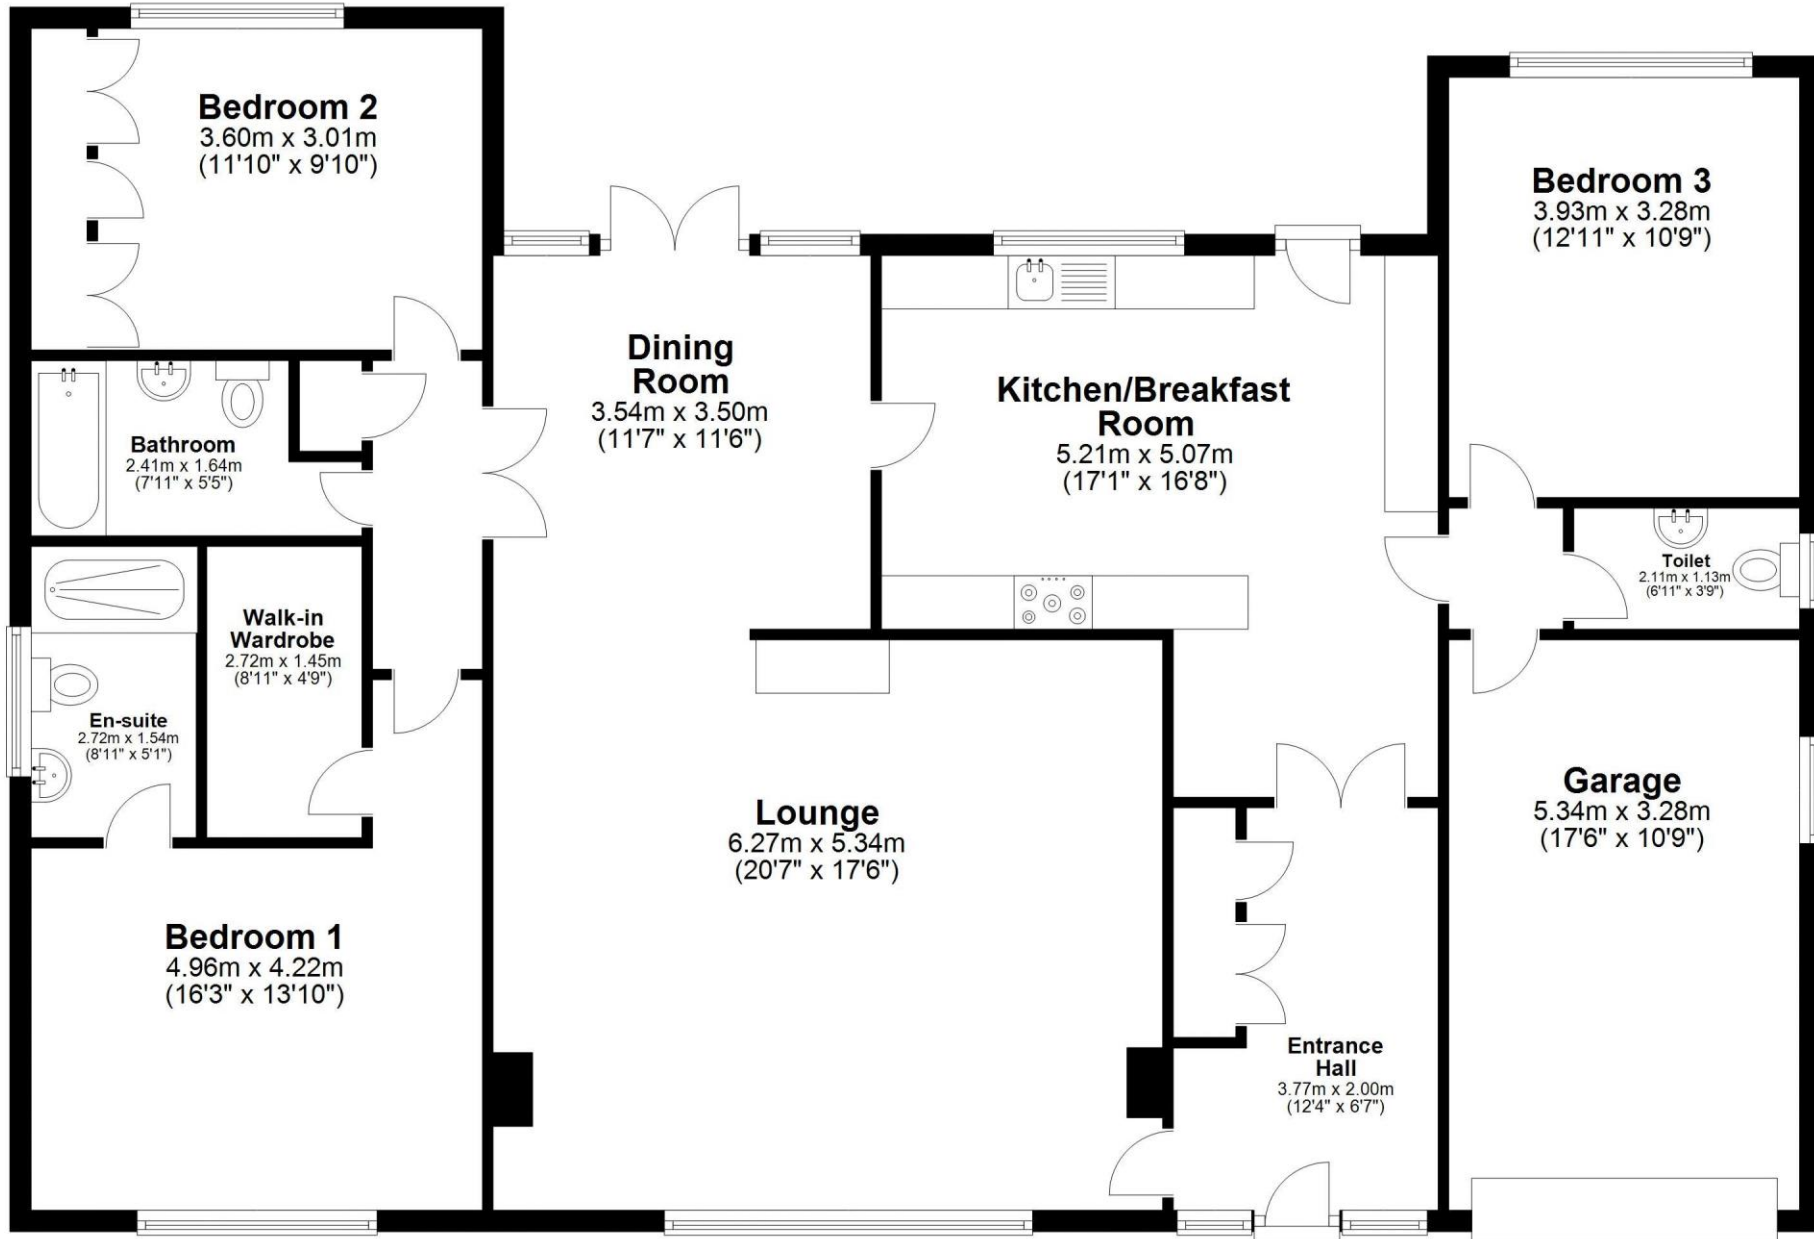 Bedroom 2
3.60m x 3.01m
(11'10" x 9'10")
Bedroom 3
3.93m x 3.28m
(12'11" x 10'9")
Dining
Room
3.54m x 3.50m
(11'7" x 11'6")
Kitchen/Breakfast
Room
5.21m x 5.07m
(17'1" x 16'8")
Bathroom
2.41m x 1.64m
(7'11" x 5'5")
Toilet
2.11m x 1.13m
(6'11" x 3'9")
Walk-in
Wardrobe
2.72m x 1.45m
(8'11" x 4'9")
En-suite
2.72m x 1.54m
(8'11" x 5'1")
Lounge
6.27m x 5.34m
(20'7" x 17'6")
Garage
5.34m x 3.28m
(17'6" x 10'9")
Bedroom 1
4.96m x 4.22m
(16'3" x 13'10")
Entrance
Hall
3.77m x 2.00m
(12'4" x 6'7")